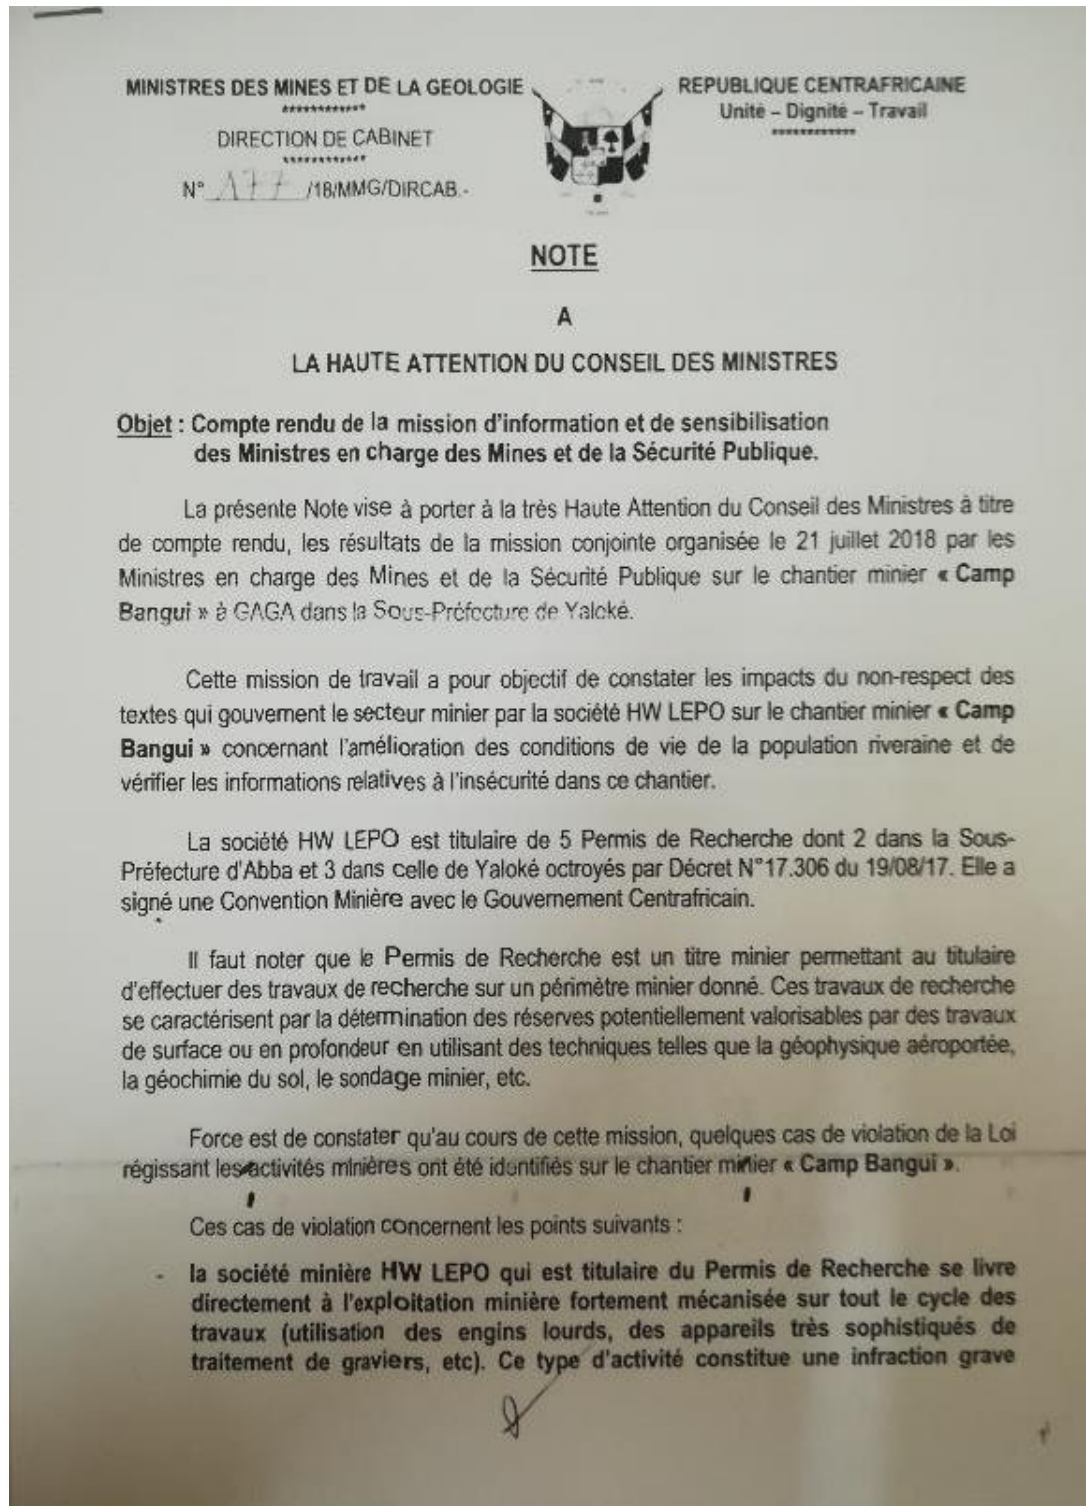 MINISTRES DES MINES ET DE LA GEOLOGIE
************
DIRECTION DE CABINET
************
N° 177 /18/MMG/DIRCAB.-
REPUBLIQUE CENTRAFRICAINE
Unité – Dignité – Travail
************
NOTE
A
LA HAUTE ATTENTION DU CONSEIL DES MINISTRES
Objet : Compte rendu de la mission d'information et de sensibilisation
des Ministres en charge des Mines et de la Sécurité Publique.
La présente Note vise à porter à la très Haute Attention du Conseil des Ministres à titre
de compte rendu, les résultats de la mission conjointe organisée le 21 juillet 2018 par les
Ministres en charge des Mines et de la Sécurité Publique sur le chantier minier « Camp
Bangui » à GAGA dans la Sous-Préfecture de Yaloké.
Cette mission de travail a pour objectif de constater les impacts du non-respect des
textes qui gouvernent le secteur minier par la société HW LEPO sur le chantier minier « Camp
Bangui » concernant l'amélioration des conditions de vie de la population riveraine et de
vérifier les informations relatives à l'insécurité dans ce chantier.
La société HW LEPO est titulaire de 5 Permis de Recherche dont 2 dans la Sous-
Préfecture d'Abba et 3 dans celle de Yaloké octroyés par Décret N°17.306 du 19/08/17. Elle a
signé une Convention Minière avec le Gouvernement Centrafricain.
Il faut noter que le Permis de Recherche est un titre minier permettant au titulaire
d'effectuer des travaux de recherche sur un périmètre minier donné. Ces travaux de recherche
se caractérisent par la détermination des réserves potentiellement valorisables par des travaux
de surface ou en profondeur en utilisant des techniques telles que la géophysique aéroportée,
la géochimie du sol, le sondage minier, etc.
Force est de constater qu'au cours de cette mission, quelques cas de violation de la Loi
régissant les activités minières ont été identifiés sur le chantier minier « Camp Bangui ».
Ces cas de violation concernent les points suivants :
- la société minière HW LEPO qui est titulaire du Permis de Recherche se livre
directement à l'exploitation minière fortement mécanisée sur tout le cycle des
travaux (utilisation des engins lourds, des appareils très sophistiqués de
traitement de graviers, etc). Ce type d'activité constitue une infraction grave